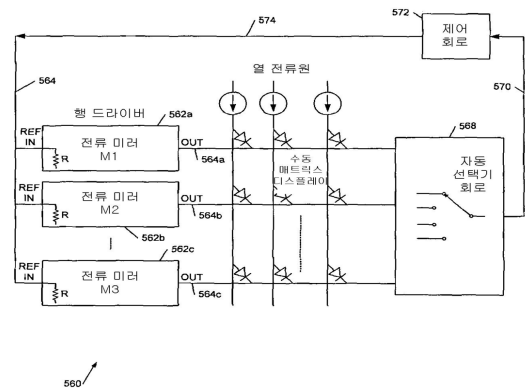 574
572
제어
회로
564
열 전류원
570
행 드라이버
562a
568
REF
IN
R
전류 미러
M1
OUT
564a
수동
매트릭스
디스플레이
자동
선택기
회로
전류 미러
M2
OUT
562b
564b
562c
REF
IN
R
전류 미러
M3
OUT
564c
REF
IN
R
560